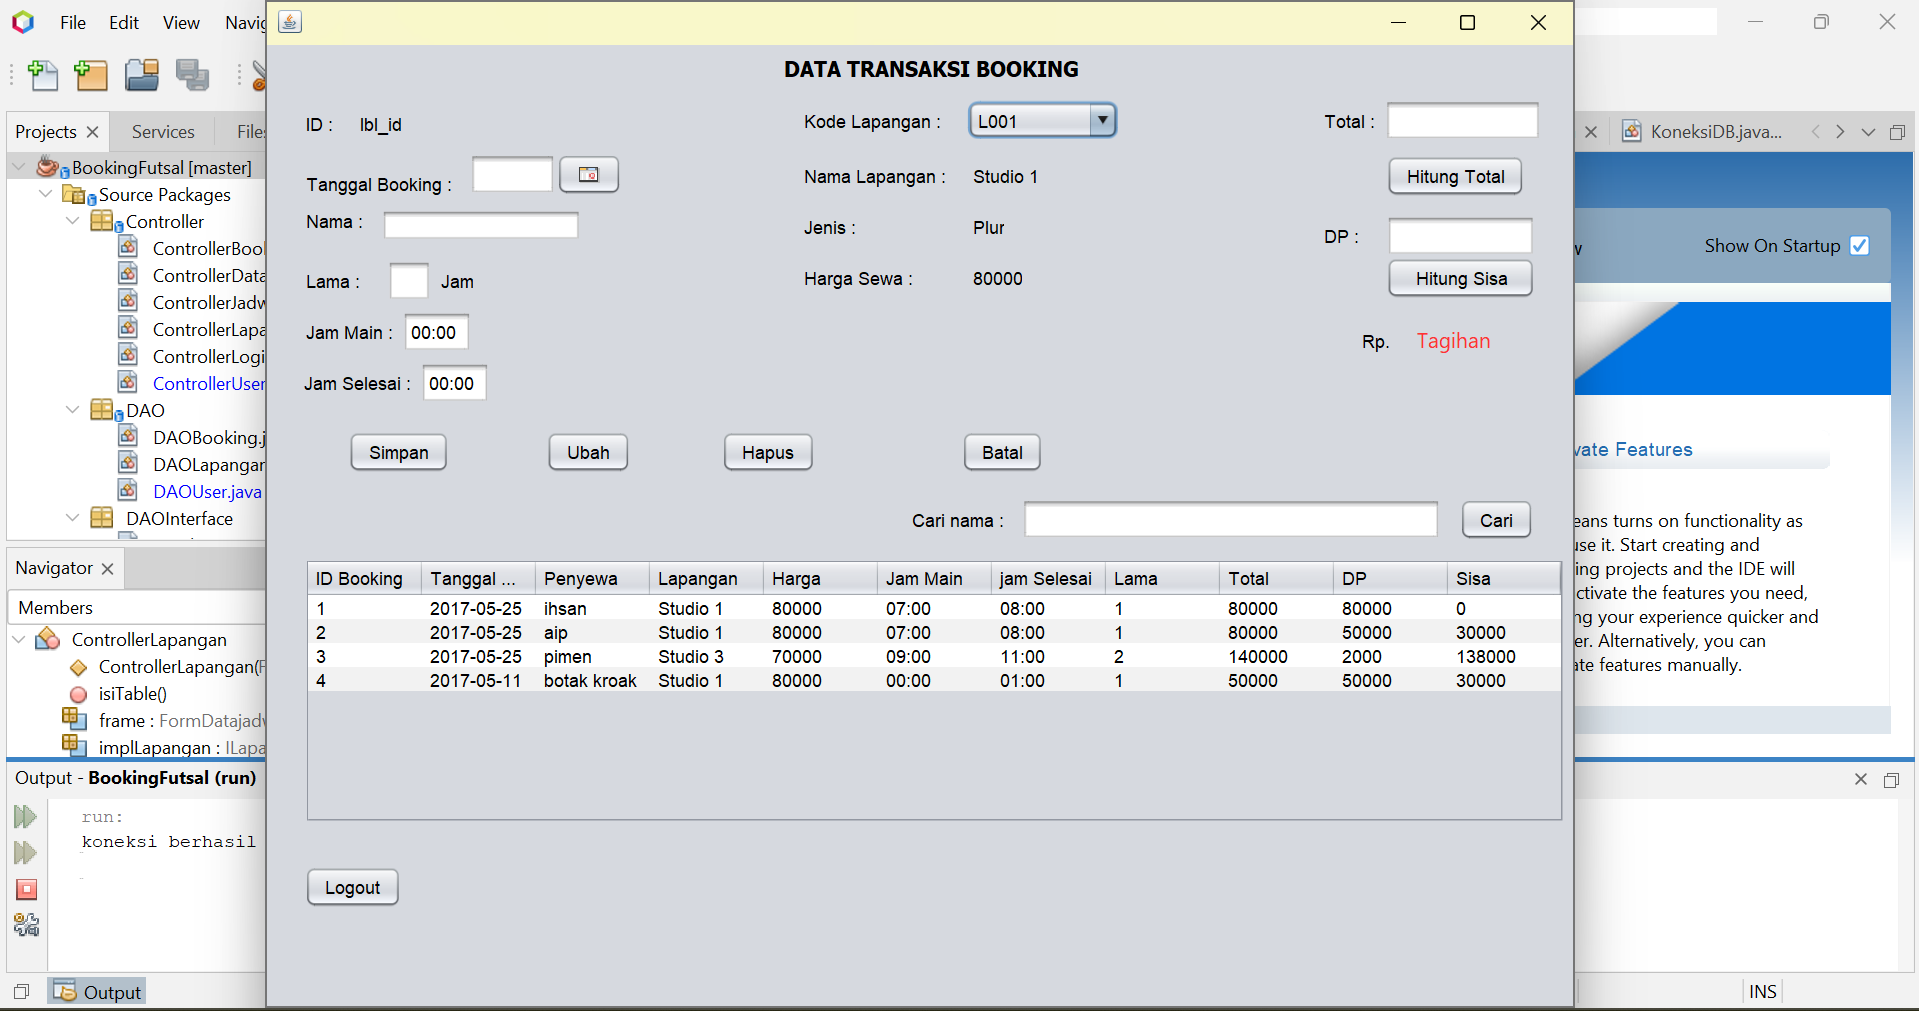 File Edit View
DATA TRANSAKSI BOOKING
ID : lbl_id
Tanggal Booking :
Nama :
Lama : Jam
Jam Main : 00:00
Jam Selesai : 00:00
Kode Lapangan : L001
Nama Lapangan : Studio 1
Jenis : Plur
Harga Sewa : 80000
Total :
Hitung Total
DP :
Hitung Sisa
Rp. Tagihan
Simpan Ubah Hapus Batal
Cari nama : Cari
ID Booking Tanggal ... Penyewa Lapangan Harga Jam Main jam Selesai Lama Total DP Sisa
1 2017-05-25 ihsan Studio 1 80000 07:00 08:00 1 80000 80000 0
2 2017-05-25 aip Studio 1 80000 07:00 08:00 1 80000 50000 30000
3 2017-05-25 pimen Studio 3 70000 09:00 11:00 2 140000 2000 138000
4 2017-05-11 botak kroak Studio 1 80000 00:00 01:00 1 50000 50000 30000
Logout
Projects Services
BookingFutsal [master]
Source Packages
Controller
ControllerBoo
ControllerData
ControllerJadw
ControllerLapa
ControllerLogi
ControllerUser
DAO
DAOBooking.j
DAOLapangan
DAOUser.java
DAOInterface
Navigator
Members
ControllerLapangan
ControllerLapangan(F
isiTable()
frame : FormDatajadw
implLapangan : ILapa
Output - BookingFutsal (run)
run:
koneksi berhasil
Output
KoneksiDB.java...
Show On Startup
vate Features
eans turns on functionality as
use it. Start creating and
ing projects and the IDE will
ctivate the features you need,
ng your experience quicker and
er. Alternatively, you can
ate features manually.
INS